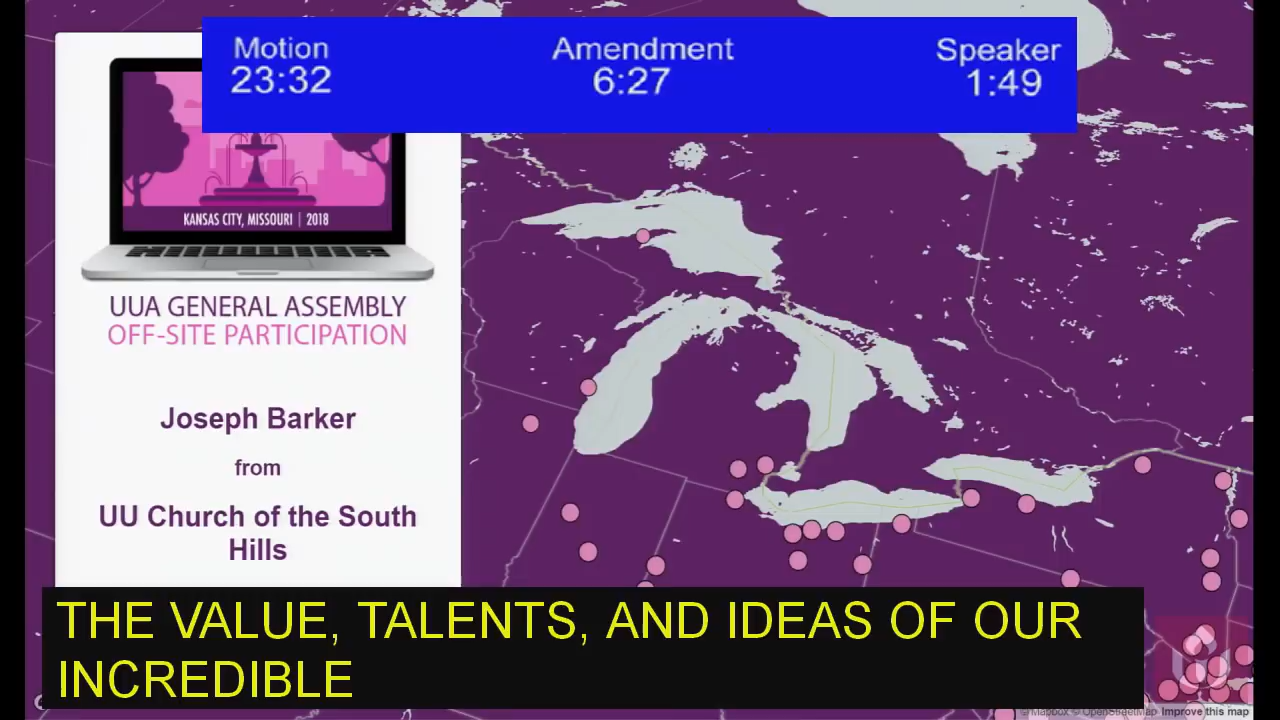 Motion
23:32
Amendment
6:27
Speaker
1:49
KANSAS CITY, MISSOURI | 2018
UUA GENERAL ASSEMBLY
OFF-SITE PARTICIPATION
Joseph Barker
from
UU Church of the South
Hills
THE VALUE, TALENTS, AND IDEAS OF OUR
INCREDIBLE
© Mapbox © OpenStreetMap Improve this map